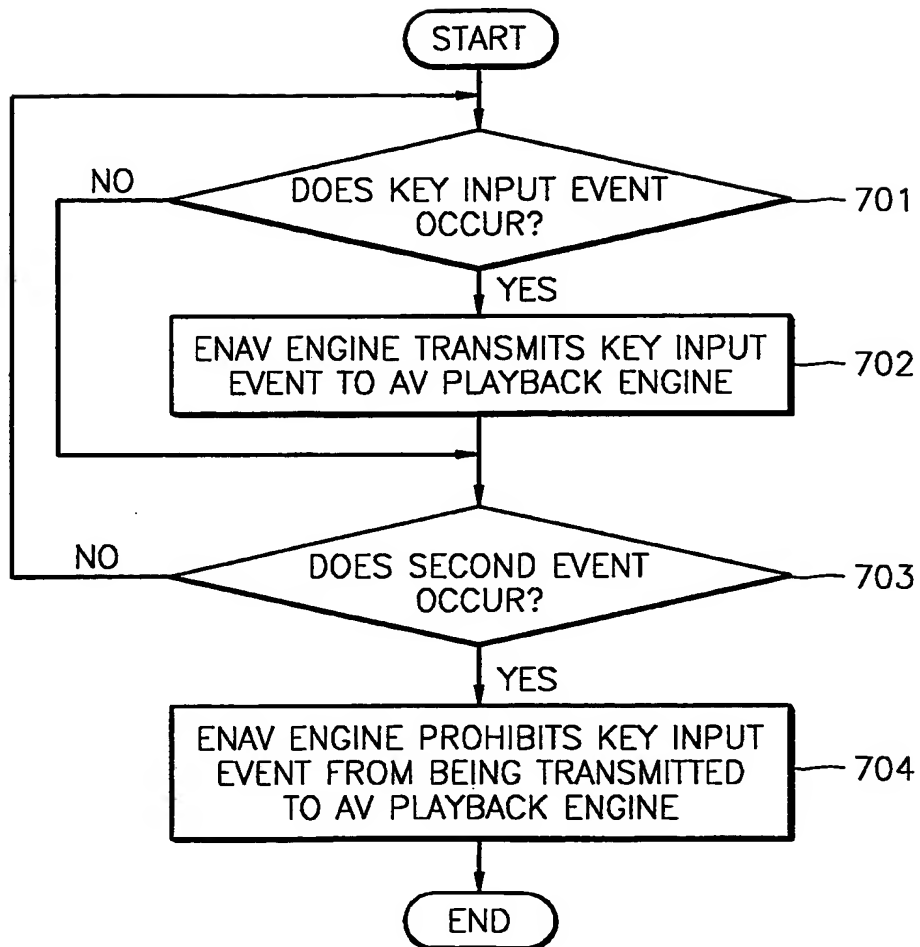 START
NO
DOES KEY INPUT EVENT
OCCUR?
701
YES
ENAV ENGINE TRANSMITS KEY INPUT
EVENT TO AV PLAYBACK ENGINE
702
NO
DOES SECOND EVENT
OCCUR?
703
YES
ENAV ENGINE PROHIBITS KEY INPUT
EVENT FROM BEING TRANSMITTED
TO AV PLAYBACK ENGINE
704
END